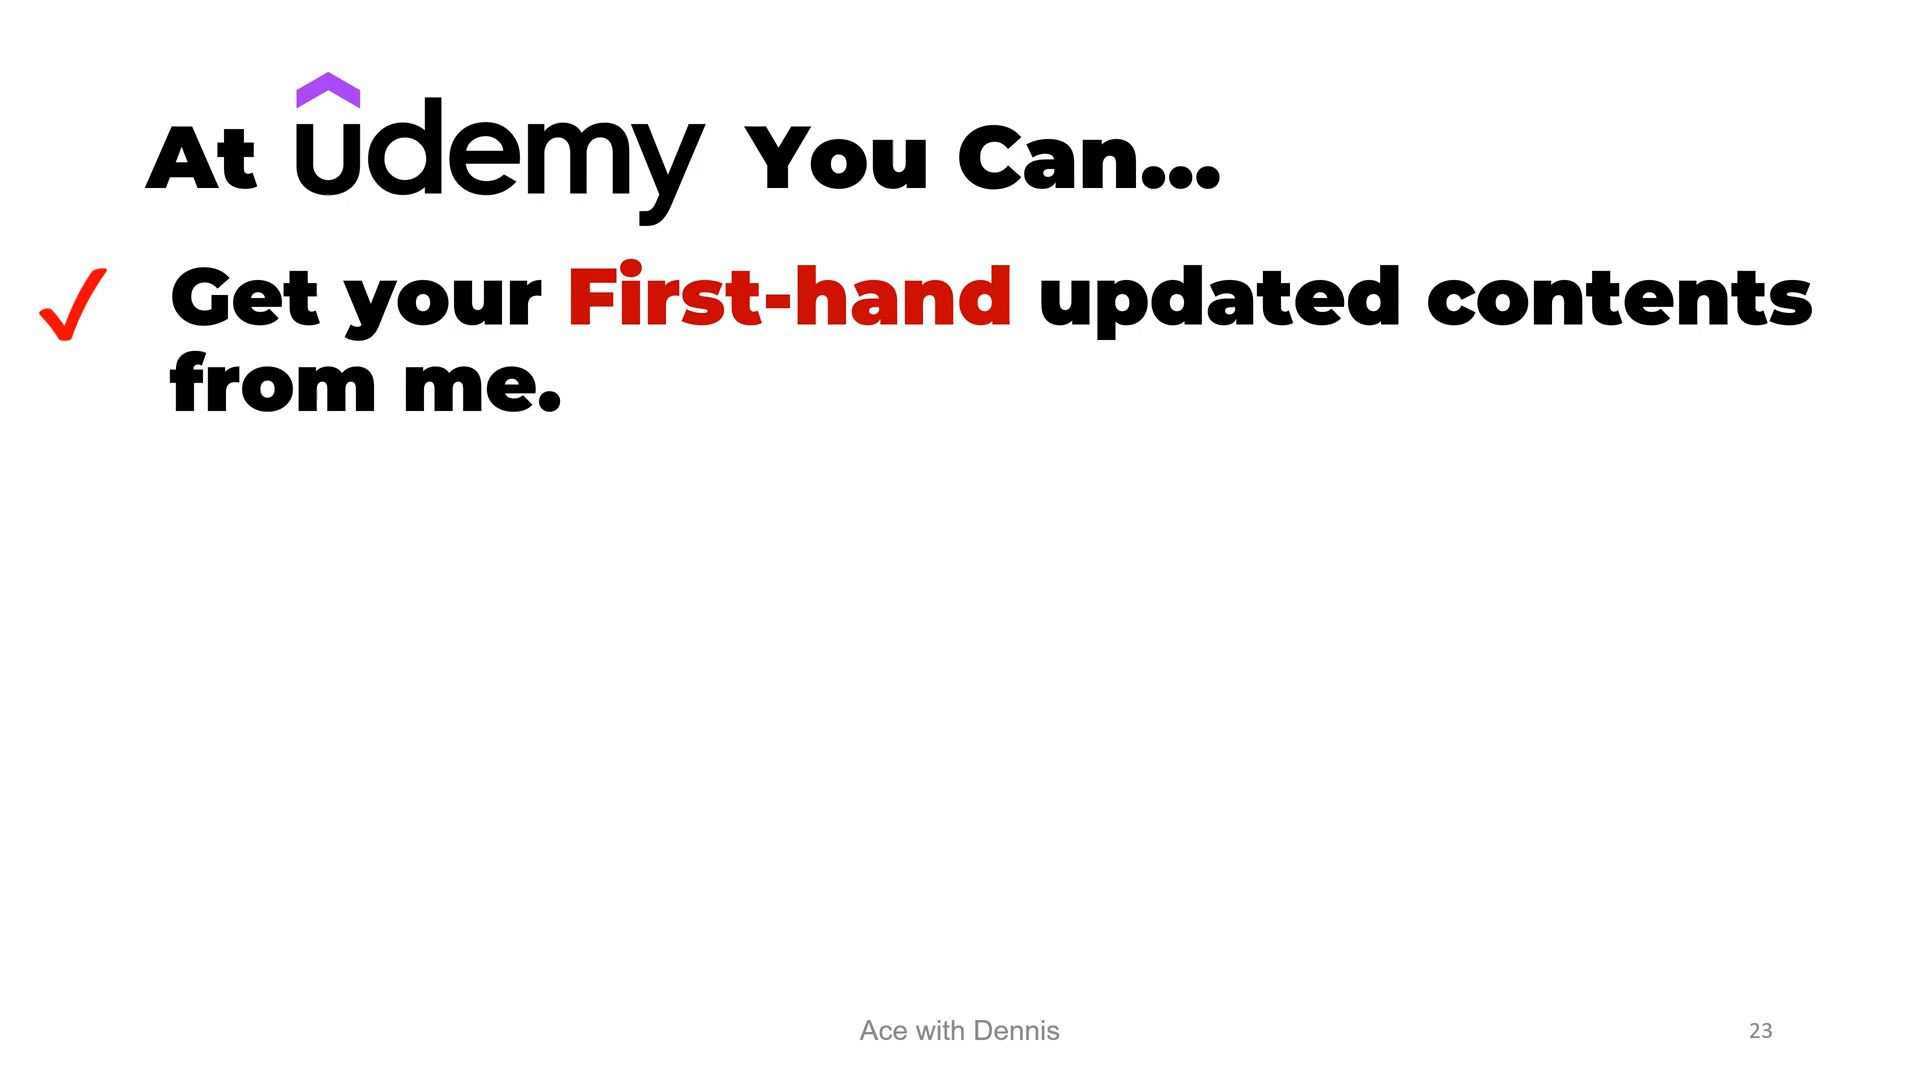 At udemy You Can...
✓ Get your First-hand updated contents
from me.
Ace with Dennis
23